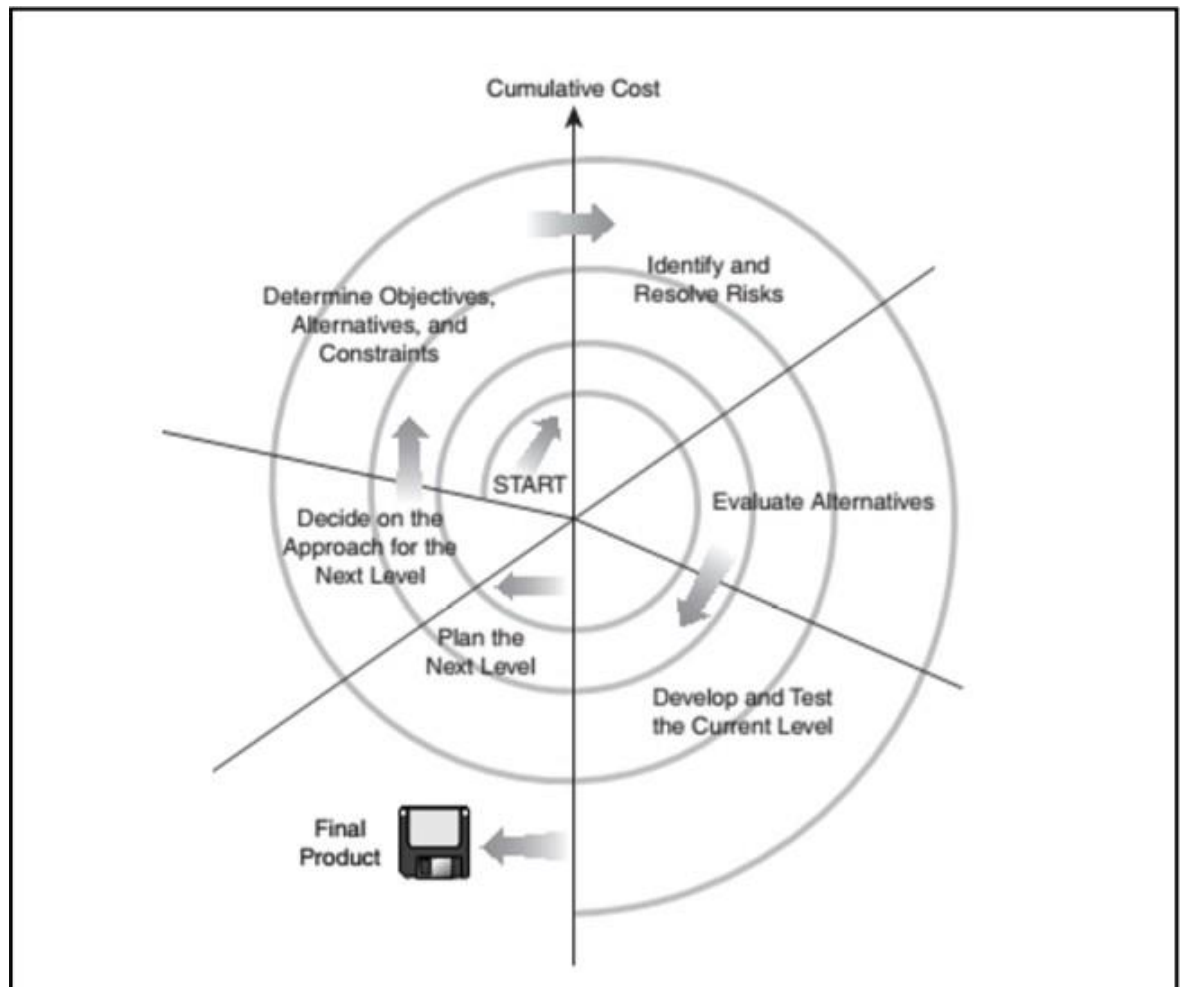 Cumulative Cost
Identify and
Resolve Risks
Determine Objectives,
Alternatives, and
Constraints
START
Evaluate Alternatives
Decide on the
Approach for the
Next Level
Plan the
Next Level
Develop and Test
the Current Level
Final
Product